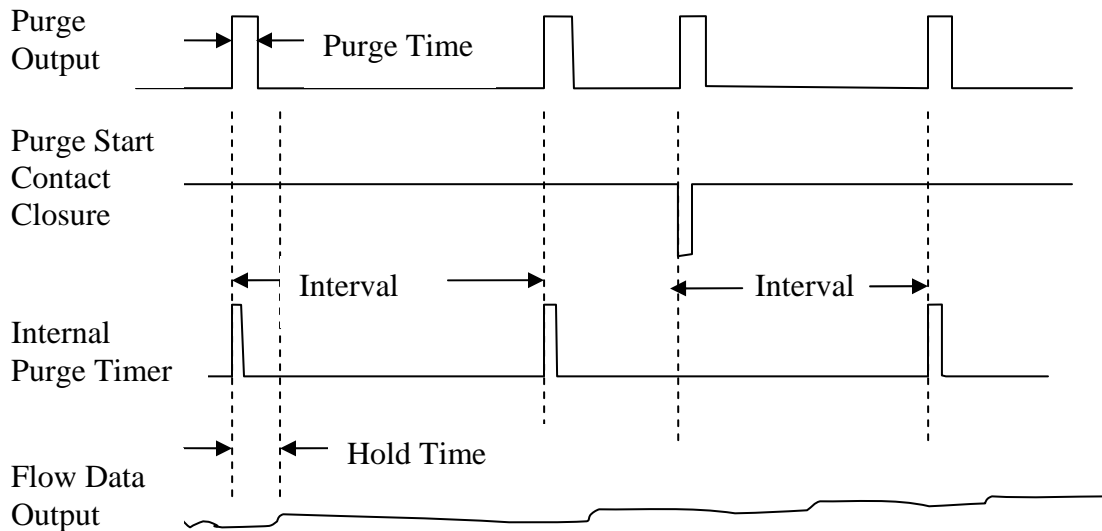 Purge
Output
Purge Time
Purge Start
Contact
Closure
Interval
Interval
Internal
Purge Timer
Hold Time
Flow Data
Output